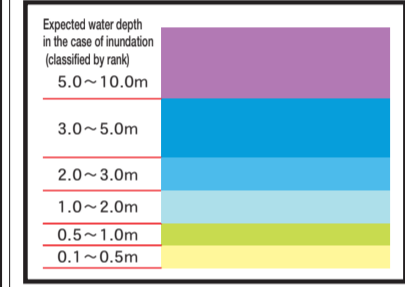 Expected water depth
in the case of inundation
(classified by rank)
5.0～10.0m
3.0～5.0m
2.0～3.0m
1.0～2.0m
0.5～1.0m
0.1～0.5m